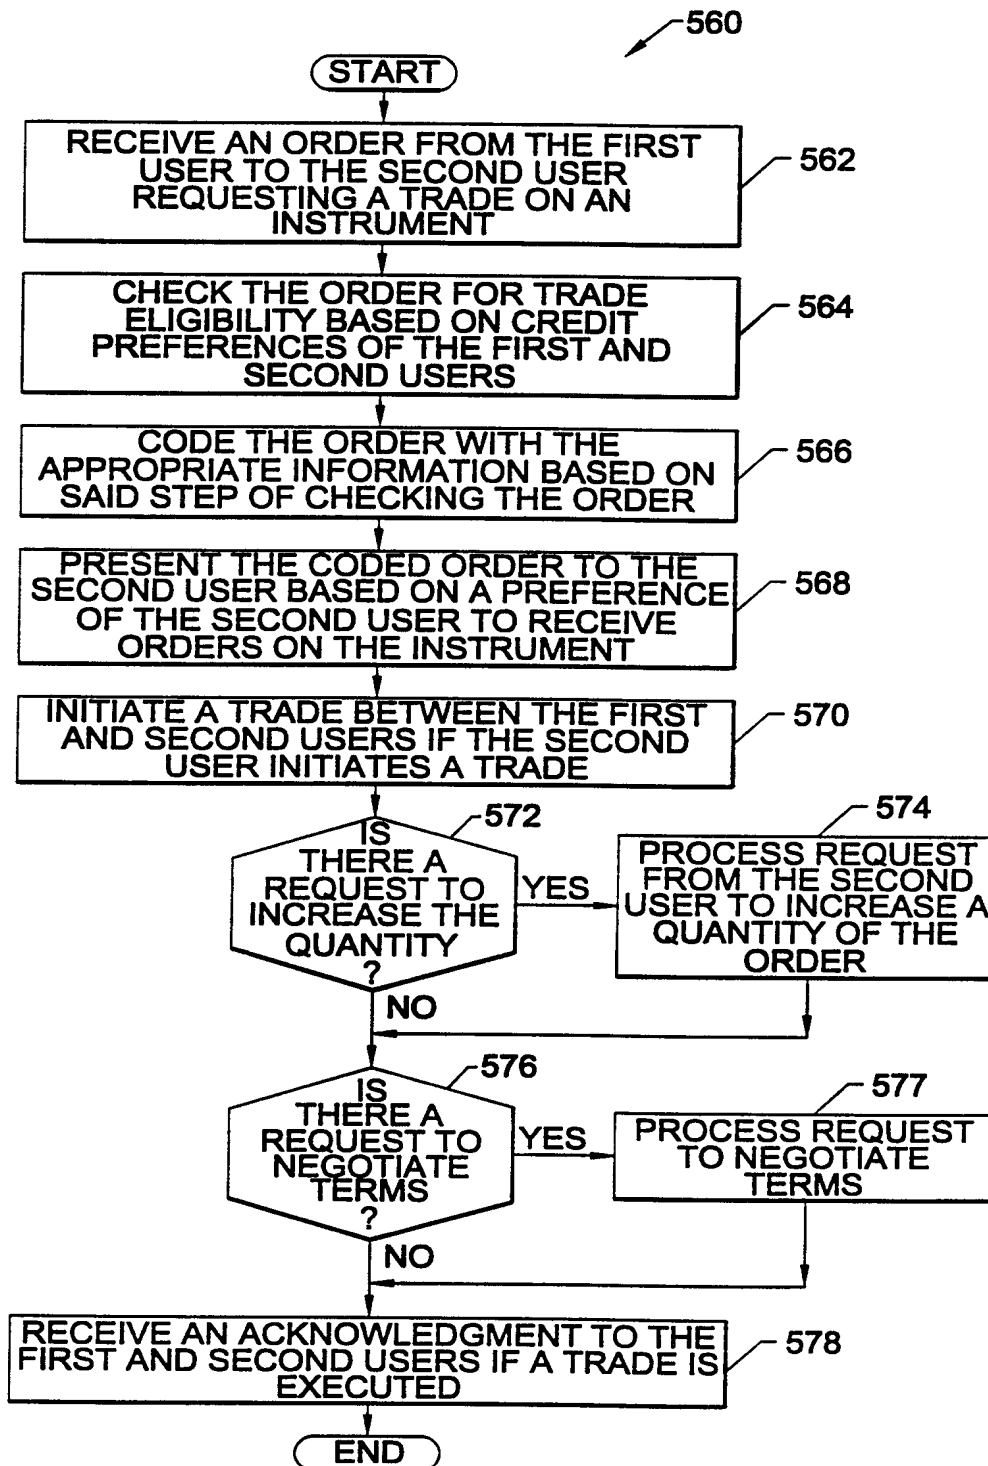 560
START
RECEIVE AN ORDER FROM THE FIRST
USER TO THE SECOND USER
REQUESTING A TRADE ON AN
INSTRUMENT
562
CHECK THE ORDER FOR TRADE
ELIGIBILITY BASED ON CREDIT
PREFERENCES OF THE FIRST AND
SECOND USERS
564
CODE THE ORDER WITH THE
APPROPRIATE INFORMATION BASED ON
SAID STEP OF CHECKING THE ORDER
566
PRESENT THE CODED ORDER TO THE
SECOND USER BASED ON A PREFERENCE
OF THE SECOND USER TO RECEIVE
ORDERS ON THE INSTRUMENT
568
INITIATE A TRADE BETWEEN THE FIRST
AND SECOND USERS IF THE SECOND
USER INITIATES A TRADE
570
572
IS
THERE A
REQUEST TO
INCREASE THE
QUANTITY
?
YES
574
PROCESS REQUEST
FROM THE SECOND
USER TO INCREASE A
QUANTITY OF THE
ORDER
NO
576
IS
THERE A
REQUEST TO
NEGOTIATE
TERMS
?
YES
577
PROCESS REQUEST
TO NEGOTIATE
TERMS
NO
RECEIVE AN ACKNOWLEDGMENT TO THE
FIRST AND SECOND USERS IF A TRADE IS
EXECUTED
578
END